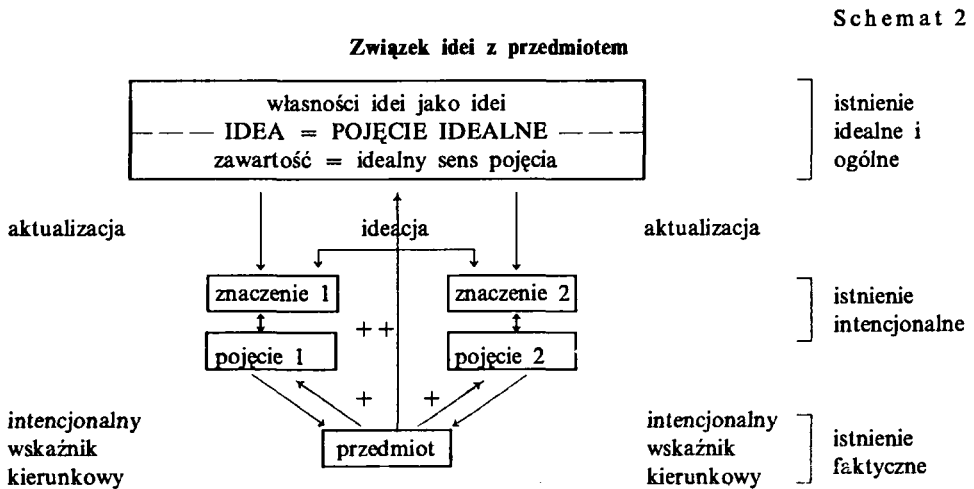 Schemat 2
Związek idei z przedmiotem
własności idei jako idei
IDEA = POJĘCIE IDEALNE
zawartość = idealny sens pojęcia
istnienie
idealne i
ogólne
aktualizacja
ideacja
aktualizacja
znaczenie 1
znaczenie 2
istnienie
intencjonalne
++
pojęcie 1
pojęcie 2
+
+
intencjonalny
wskaźnik
kierunkowy
przedmiot
intencjonalny
wskaźnik
kierunkowy
istnienie
faktyczne